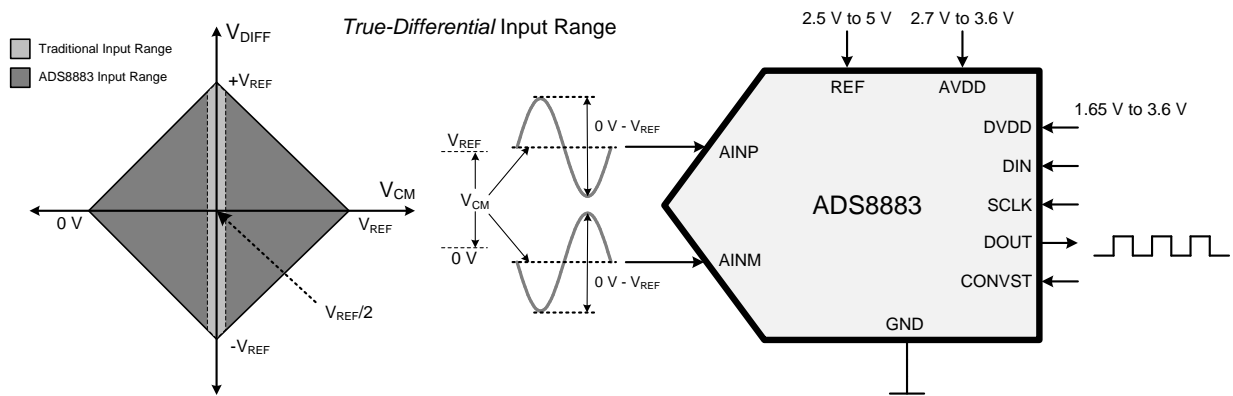 True-Differential Input Range
Traditional Input Range
ADS8883 Input Range
VDIFF
+VREF
VCM
0 V
VREF
VREF/2
-VREF
VREF
VCM
0 V
0 V - VREF
0 V - VREF
2.5 V to 5 V
2.7 V to 3.6 V
1.65 V to 3.6 V
REF
AVDD
AINP
AINM
ADS8883
DVDD
DIN
SCLK
DOUT
CONVST
GND